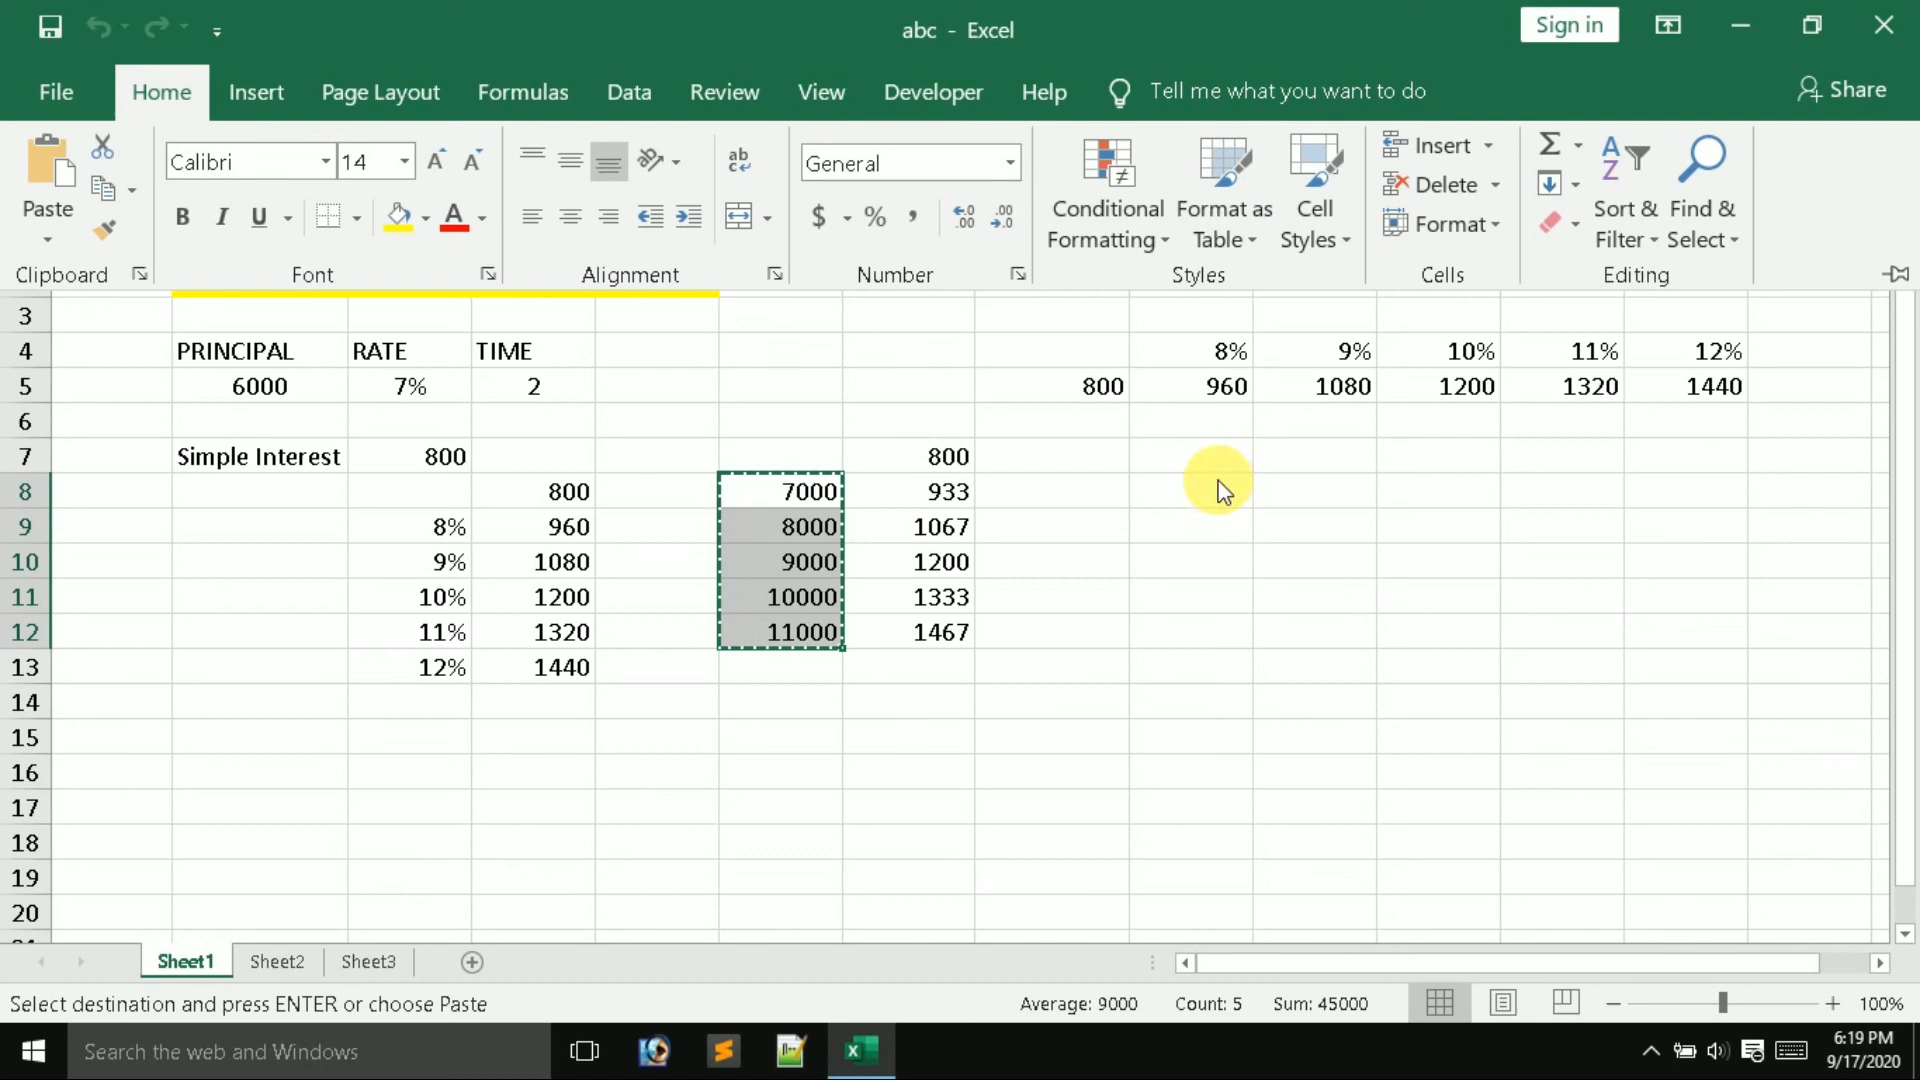 abc - Excel
Sign in
File Home Insert Page Layout Formulas Data Review View Developer Help Tell me what you want to do Share
Paste
Calibri 14
General
Conditional Formatting
Format as Table
Cell Styles
Insert
Delete
Format
Sort & Filter
Find & Select
Clipboard Font Alignment Number Styles Cells Editing
3
4 PRINCIPAL RATE TIME 8% 9% 10% 11% 12%
5 6000 7% 2 800 960 1080 1200 1320 1440
6
7 Simple Interest 800 800
8 800 7000 933
9 8% 960 8000 1067
10 9% 1080 9000 1200
11 10% 1200 10000 1333
12 11% 1320 11000 1467
13 12% 1440
14
15
16
17
18
19
20
Sheet1 Sheet2 Sheet3
Select destination and press ENTER or choose Paste Average: 9000 Count: 5 Sum: 45000 100%
Search the web and Windows
6:19 PM
9/17/2020